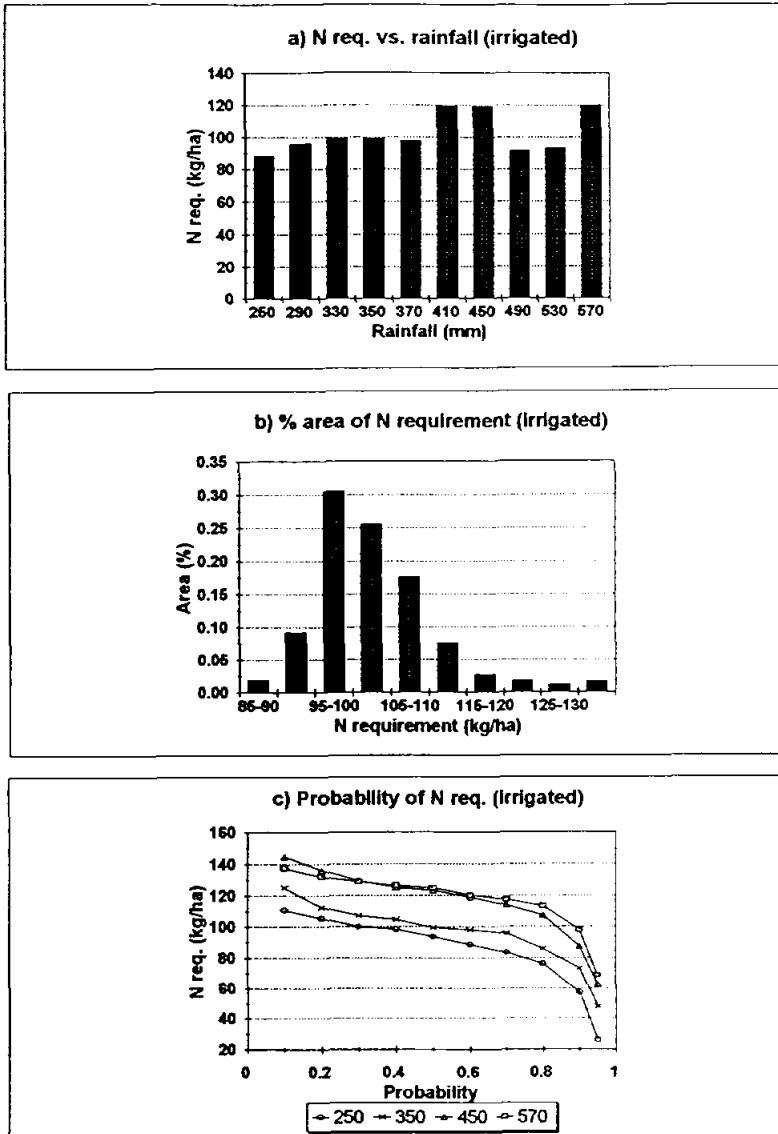 a) N req. vs. rainfall (irrigated)
N req. (kg/ha)
140
120
100
80
60
40
20
0
260 290 330 350 370 410 450 490 530 570
Rainfall (mm)
b) % area of N requirement (irrigated)
Area (%)
0.35
0.30
0.25
0.20
0.15
0.10
0.05
0.00
85-90 95-100 105-110 115-120 125-130
N requirement (kg/ha)
c) Probability of N req. (irrigated)
N req. (kg/ha)
160
140
120
100
80
60
40
20
0 0.2 0.4 0.6 0.8 1
Probability
250 350 450 570